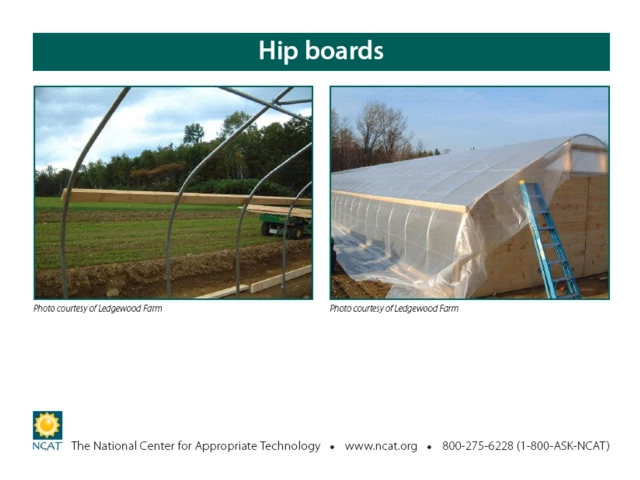 Hip boards
Photo courtesy of Ledgewood Farm
Photo courtesy of Ledgewood Farm
NCAT
The National Center for Appropriate Technology • www.ncat.org • 800-275-6228 (1-800-ASK-NCAT)